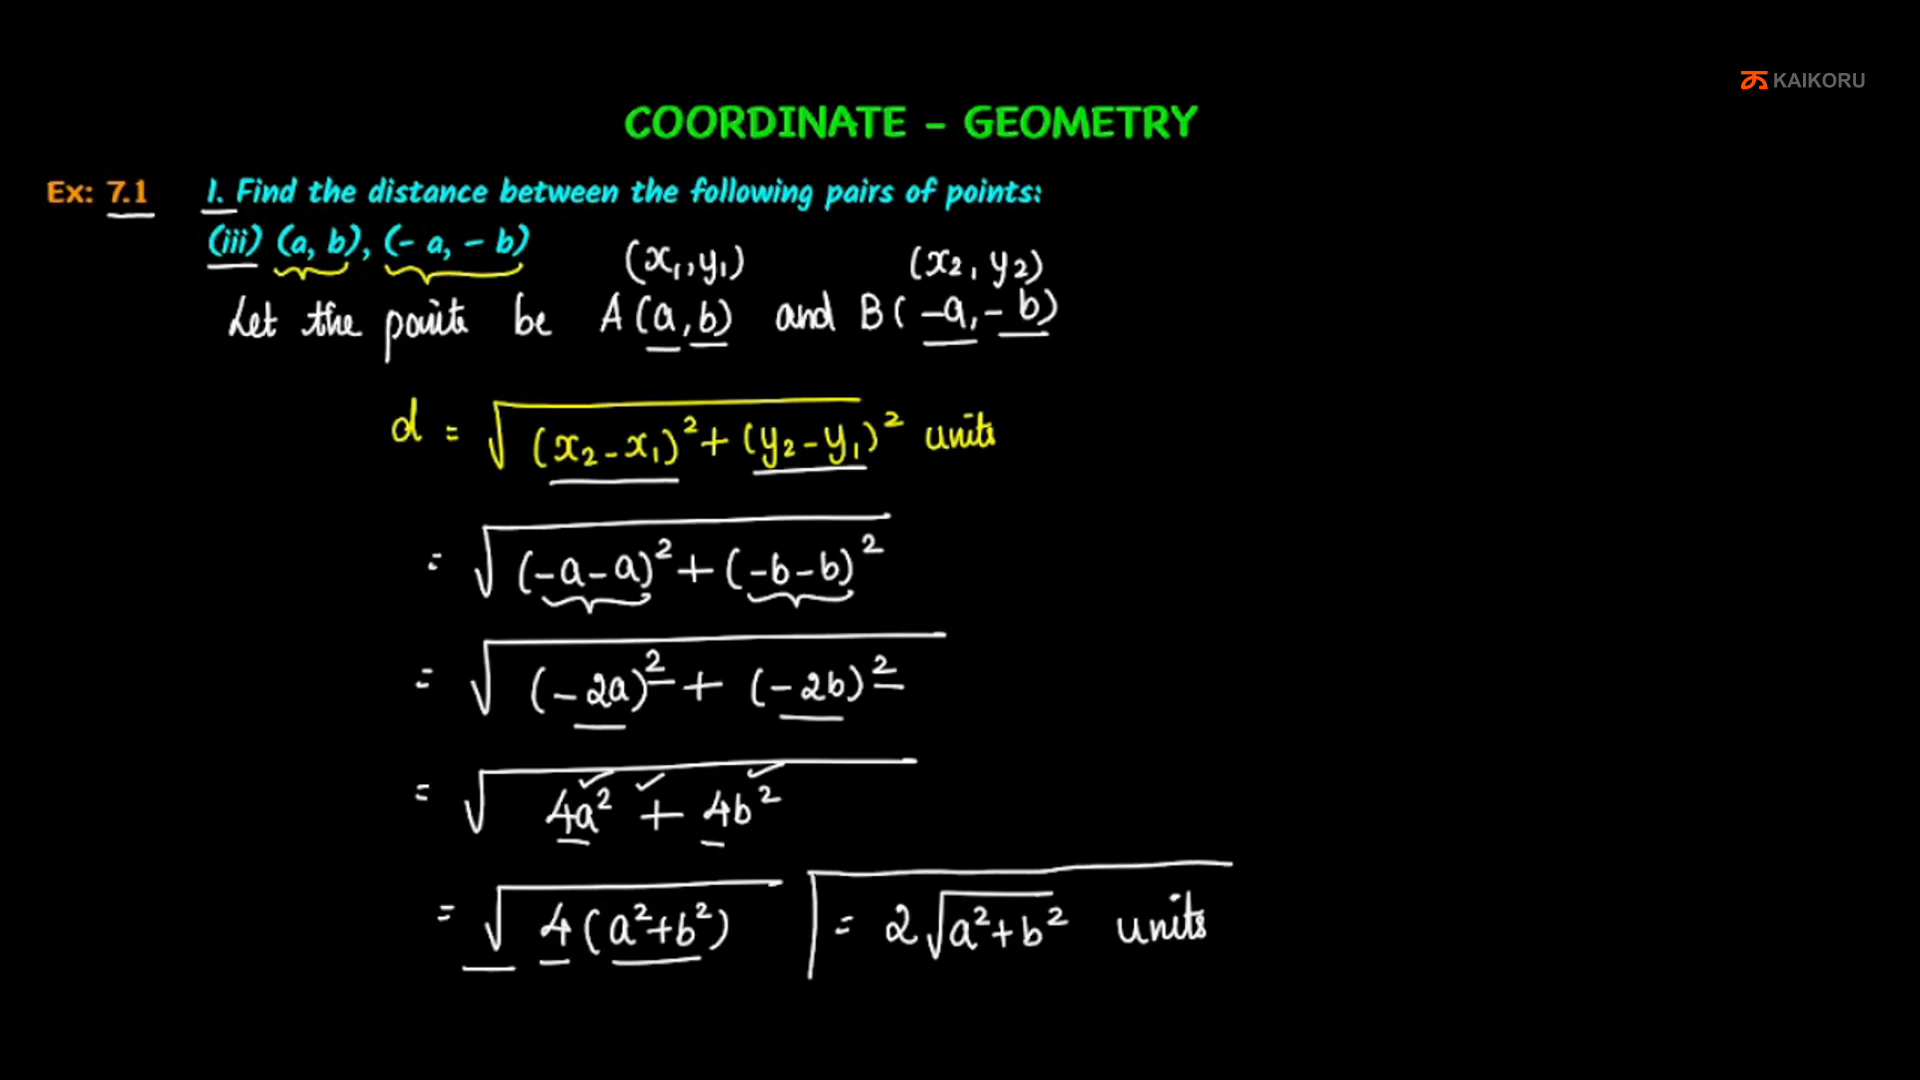 KAIKORU
COORDINATE - GEOMETRY
Ex: 7.1 1. Find the distance between the following pairs of points:
(iii) (a, b), (- a, - b) (x₁,y₁) (x₂, y₂)
Let the points be A (a, b) and B( -a, -b)
d = √(x₂-x₁)² + (y₂-y₁)² units
= √(-a-a)² + (-b-b)²
= √(-2a)² + (-2b)²
= √4a² + 4b²
= √4(a²+b²) = 2√a²+b² units